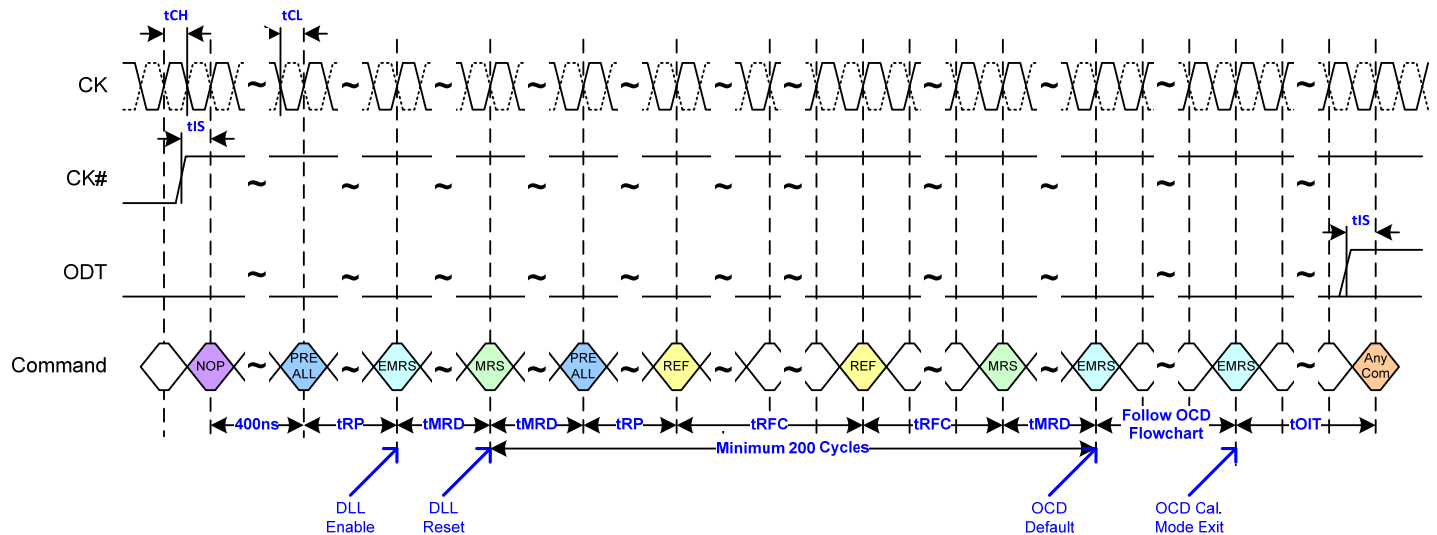 tCH
tCL
CK
tIS
CK#
tIS
ODT
Command
NOP
PRE
ALL
EMRS
MRS
PRE
ALL
REF
REF
MRS
EMRS
EMRS
Any
Com
400ns
tRP
tMRD
tMRD
tRP
tRFC
tRFC
tMRD
Follow OCD
Flowchart
tOIT
Minimum 200 Cycles
DLL
Enable
DLL
Reset
OCD
Default
OCD Cal.
Mode Exit